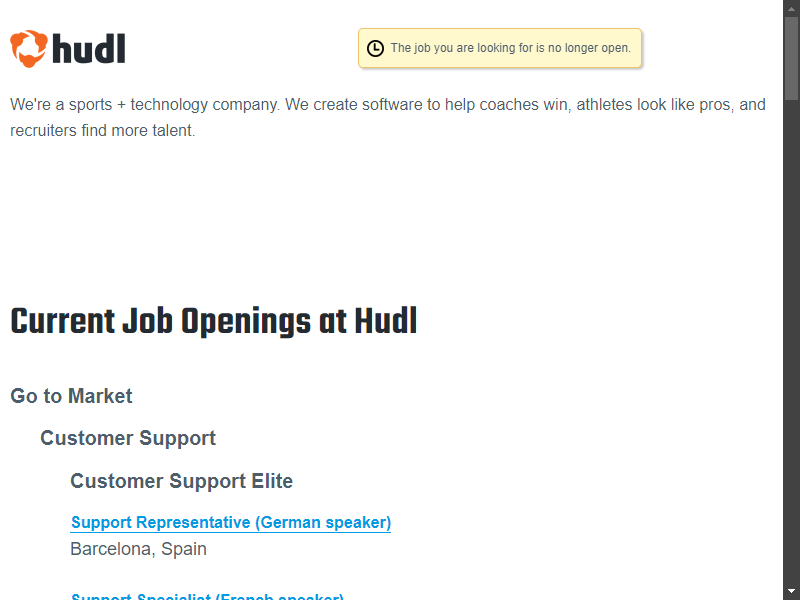 hudl
The job you are looking for is no longer open.
We're a sports + technology company. We create software to help coaches win, athletes look like pros, and
recruiters find more talent.
Current Job Openings at Hudl
Go to Market
Customer Support
Customer Support Elite
Support Representative (German speaker)
Barcelona, Spain
Support Specialist (French speaker)